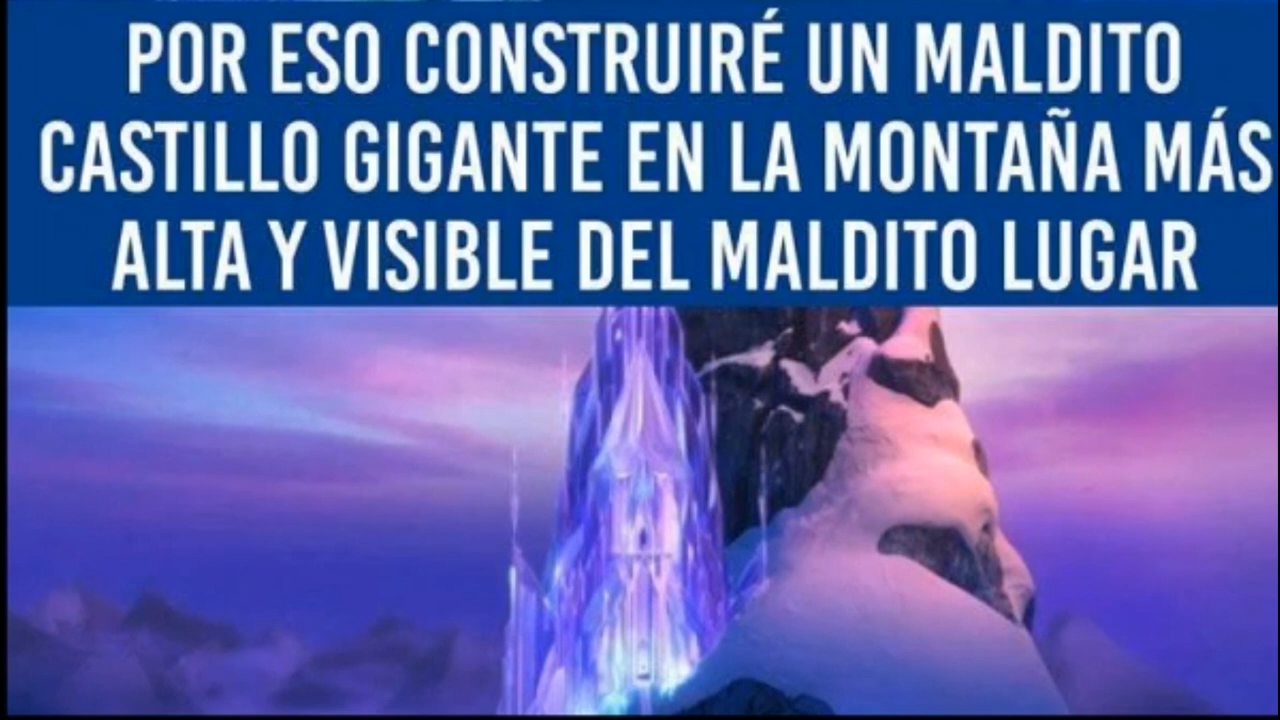 POR ESO CONSTRUIRÉ UN MALDITO
CASTILLO GIGANTE EN LA MONTAÑA MÁS
ALTA Y VISIBLE DEL MALDITO LUGAR